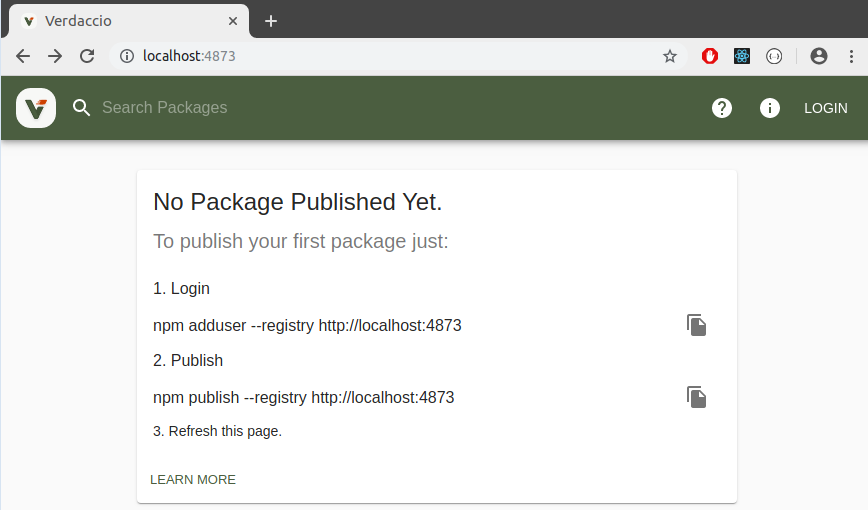 Verdaccio
localhost:4873
Search Packages
LOGIN
No Package Published Yet.
To publish your first package just:
1. Login
npm adduser --registry http://localhost:4873
2. Publish
npm publish --registry http://localhost:4873
3. Refresh this page.
LEARN MORE